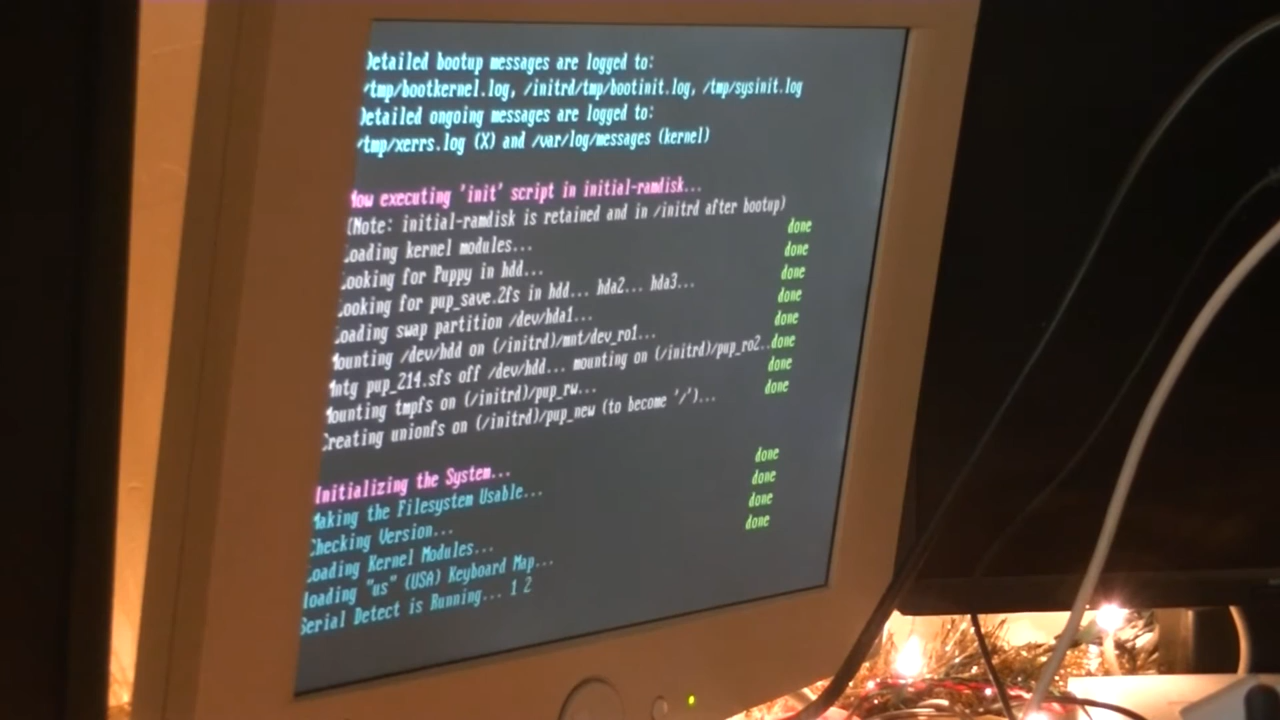 Detailed bootup messages are logged to:
/tmp/bootkernel.log, /initrd/tmp/bootinit.log, /tmp/sysinit.log
Detailed ongoing messages are logged to:
/tmp/xerrs.log (X) and /var/log/messages (kernel)
Now executing 'init' script in initial-ramdisk...
(Note: initial-ramdisk is retained and in /initrd after bootup)
Loading kernel modules... done
Looking for Puppy in hdd... done
Looking for pup_save.2fs in hdd... hda2... hda3... done
Loading swap partition /dev/hda1... done
Mounting /dev/hdd on (/initrd)/mnt/dev_ro1... done
Mntg pup_214.sfs off /dev/hdd... mounting on (/initrd)/pup_ro2..done
Mounting tmpfs on (/initrd)/pup_rw... done
Creating unionfs on (/initrd)/pup_new (to become '/')... done
Initializing the System...
Making the Filesystem Usable... done
Checking Version... done
Loading Kernel Modules... done
loading "us" (USA) Keyboard Map... done
Serial Detect is Running... 1 2